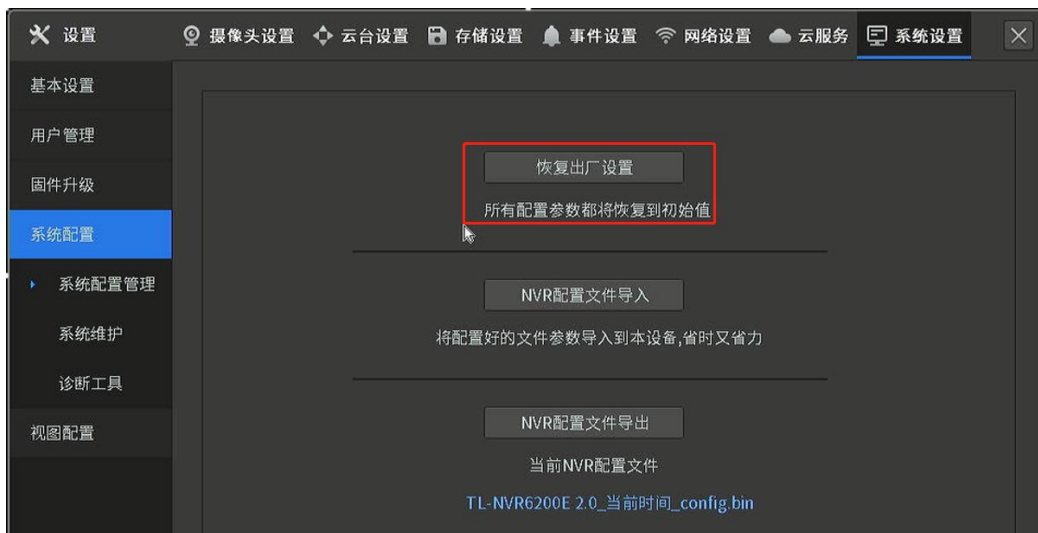 设置 摄像头设置 云台设置 存储设置 事件设置 网络设置 云服务 系统设置
基本设置
用户管理
固件升级
系统配置
系统配置管理
系统维护
诊断工具
视图配置
恢复出厂设置
所有配置参数都将恢复到初始值
NVR配置文件导入
将配置好的文件参数导入到本设备,省时又省力
NVR配置文件导出
当前NVR配置文件
TL-NVR6200E 2.0_当前时间_config.bin